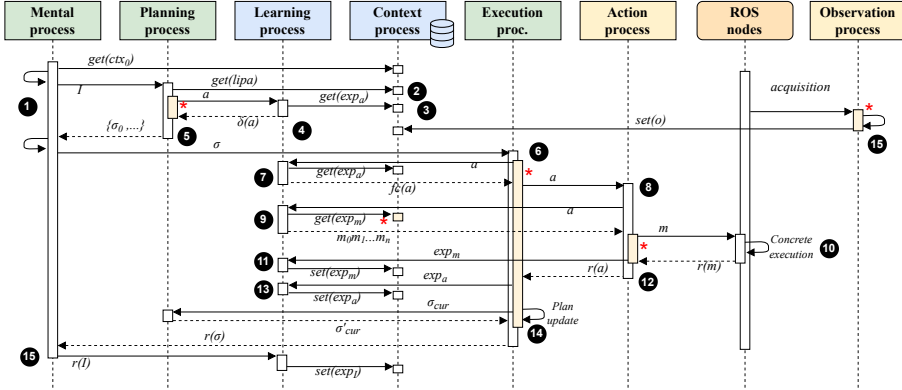 Mental process
Planning process
Learning process
Context process
Execution proc.
Action process
ROS nodes
Observation process
get(ctx₀)
I
get(lipa)
1
2
a
*
get(expₐ)
3
acquisition
*
δ(a)
4
set(o)
{σ₀ ,...}
5
15
σ
6
a
7
get(expₐ)
*
fc(a)
a
8
a
9
get(expₘ)
*
m₀m₁...mₙ
m
*
Concrete execution
10
expₘ
11
r(m)
set(expₘ)
r(a)
12
expₐ
13
set(expₐ)
σcur
Plan update
σ'cur
14
r(σ)
15
r(I)
set(expI)